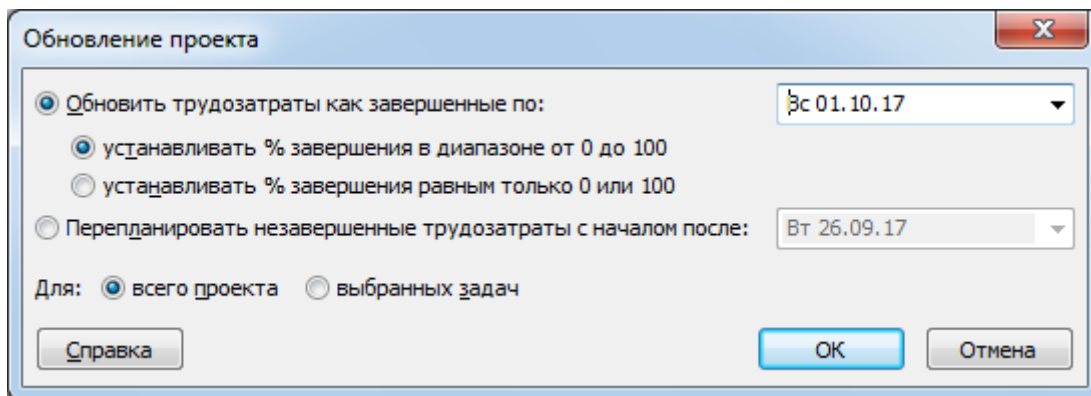 Обновление проекта
Обновить трудозатраты как завершенные по: Вс 01.10.17
устанавливать % завершения в диапазоне от 0 до 100
устанавливать % завершения равным только 0 или 100
Перепланировать незавершенные трудозатраты с началом после: Вт 26.09.17
Для: всего проекта выбранных задач
Справка ОК Отмена